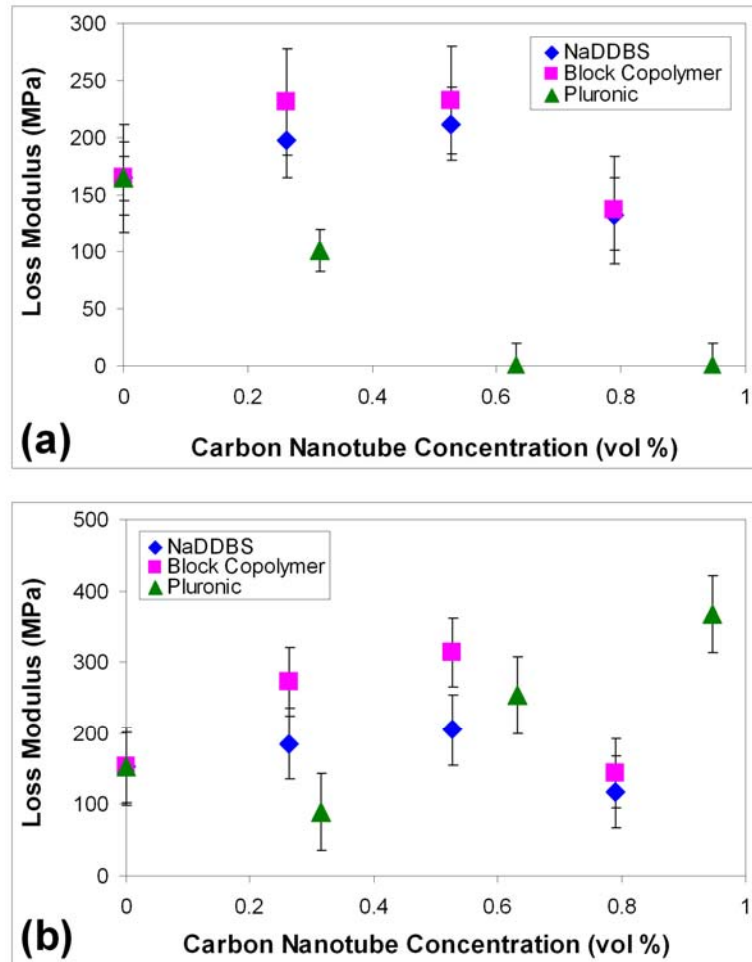 300
250
200
150
100
50
0
Loss Modulus (MPa)
NaDDBS
Block Copolymer
Pluronic
0 0.2 0.4 0.6 0.8 1
(a)
Carbon Nanotube Concentration (vol %)
500
400
300
200
100
0
Loss Modulus (MPa)
NaDDBS
Block Copolymer
Pluronic
0 0.2 0.4 0.6 0.8 1
(b)
Carbon Nanotube Concentration (vol %)